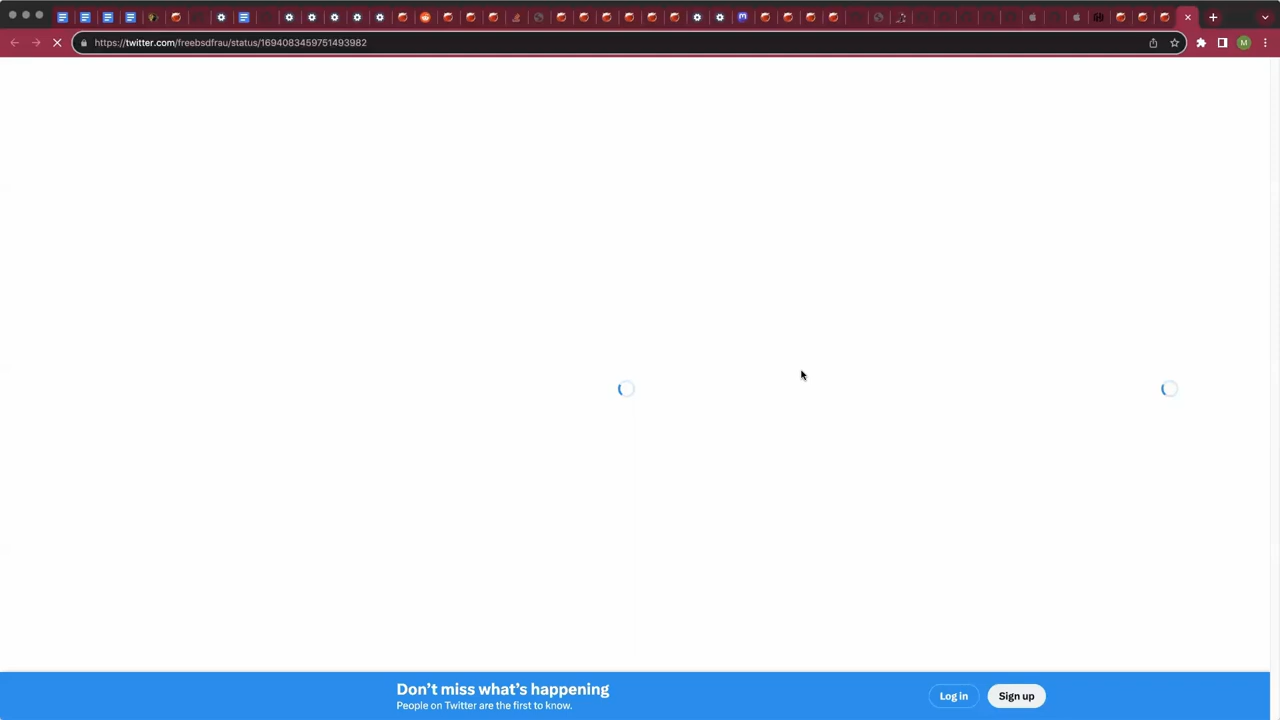 https://twitter.com/freebsdfrau/status/1694083459751493982
M
Don’t miss what’s happening
People on Twitter are the first to know.
Log in
Sign up